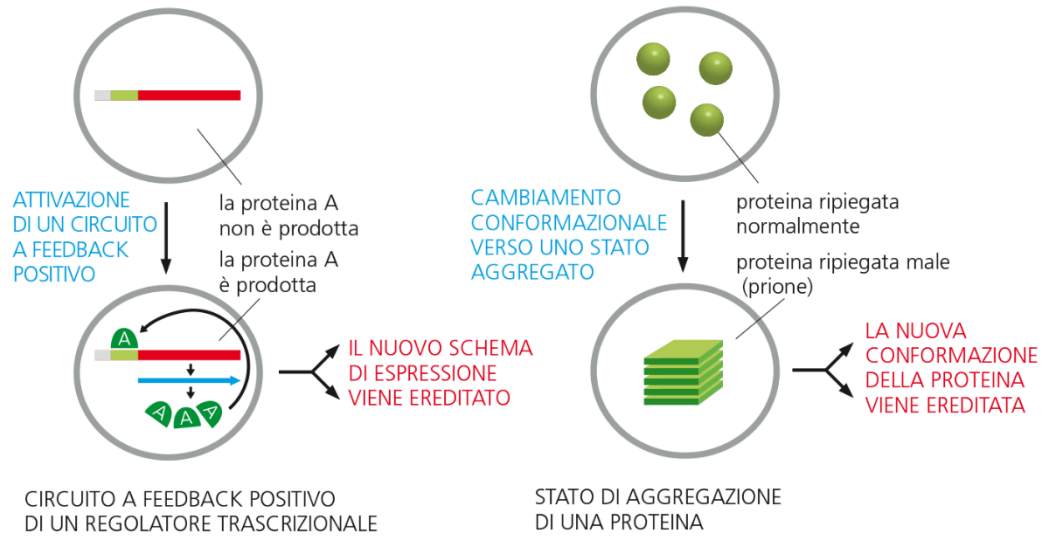 ATTIVAZIONE
DI UN CIRCUITO
A FEEDBACK
POSITIVO
la proteina A
non è prodotta
la proteina A
è prodotta
A
A
A
A
IL NUOVO SCHEMA
DI ESPRESSIONE
VIENE EREDITATO
CIRCUITO A FEEDBACK POSITIVO
DI UN REGOLATORE TRASCRIZIONALE
CAMBIAMENTO
CONFORMAZIONALE
VERSO UNO STATO
AGGREGATO
proteina ripiegata
normalmente
proteina ripiegata male
(prione)
LA NUOVA
CONFORMAZIONE
DELLA PROTEINA
VIENE EREDITATA
STATO DI AGGREGAZIONE
DI UNA PROTEINA